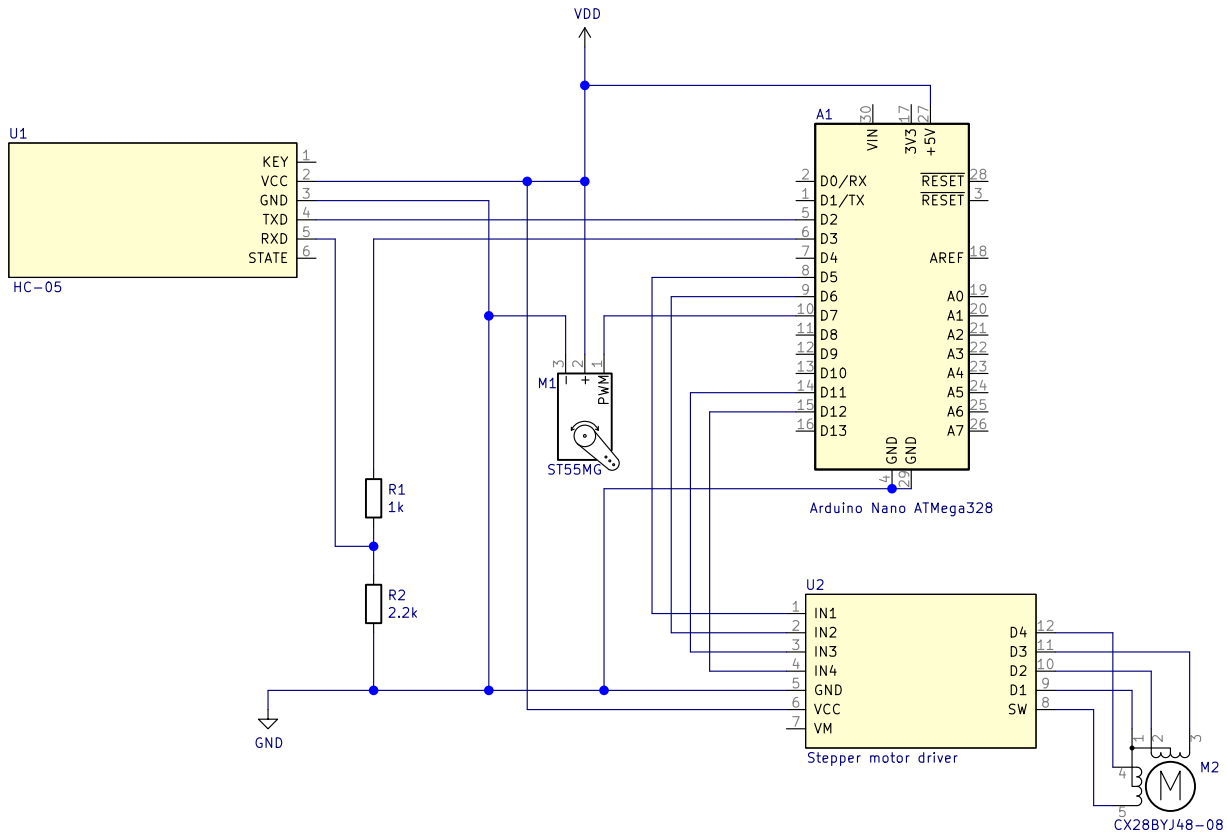 VDD
A1
30
17
27
VIN
3V3
+5V
U1
KEY 1
VCC 2
GND 3
TXD 4
RXD 5
STATE 6
HC-05
2 D0/RX
1 D1/TX
5 D2
6 D3
7 D4
8 D5
9 D6
10 D7
11 D8
12 D9
13 D10
14 D11
15 D12
16 D13
RESET 28
RESET 3
AREF 18
A0 19
A1 20
A2 21
A3 22
A4 23
A5 24
A6 25
A7 26
GND
GND
4
29
Arduino Nano ATMega328
3
2
1
M1
-
+
PWM
ST55MG
R1
1k
R2
2.2k
GND
U2
1 IN1
2 IN2
3 IN3
4 IN4
5 GND
6 VCC
7 VM
D4 12
D3 11
D2 10
D1 9
SW 8
Stepper motor driver
1
2
3
4
5
M
M2
CX28BYJ48-08